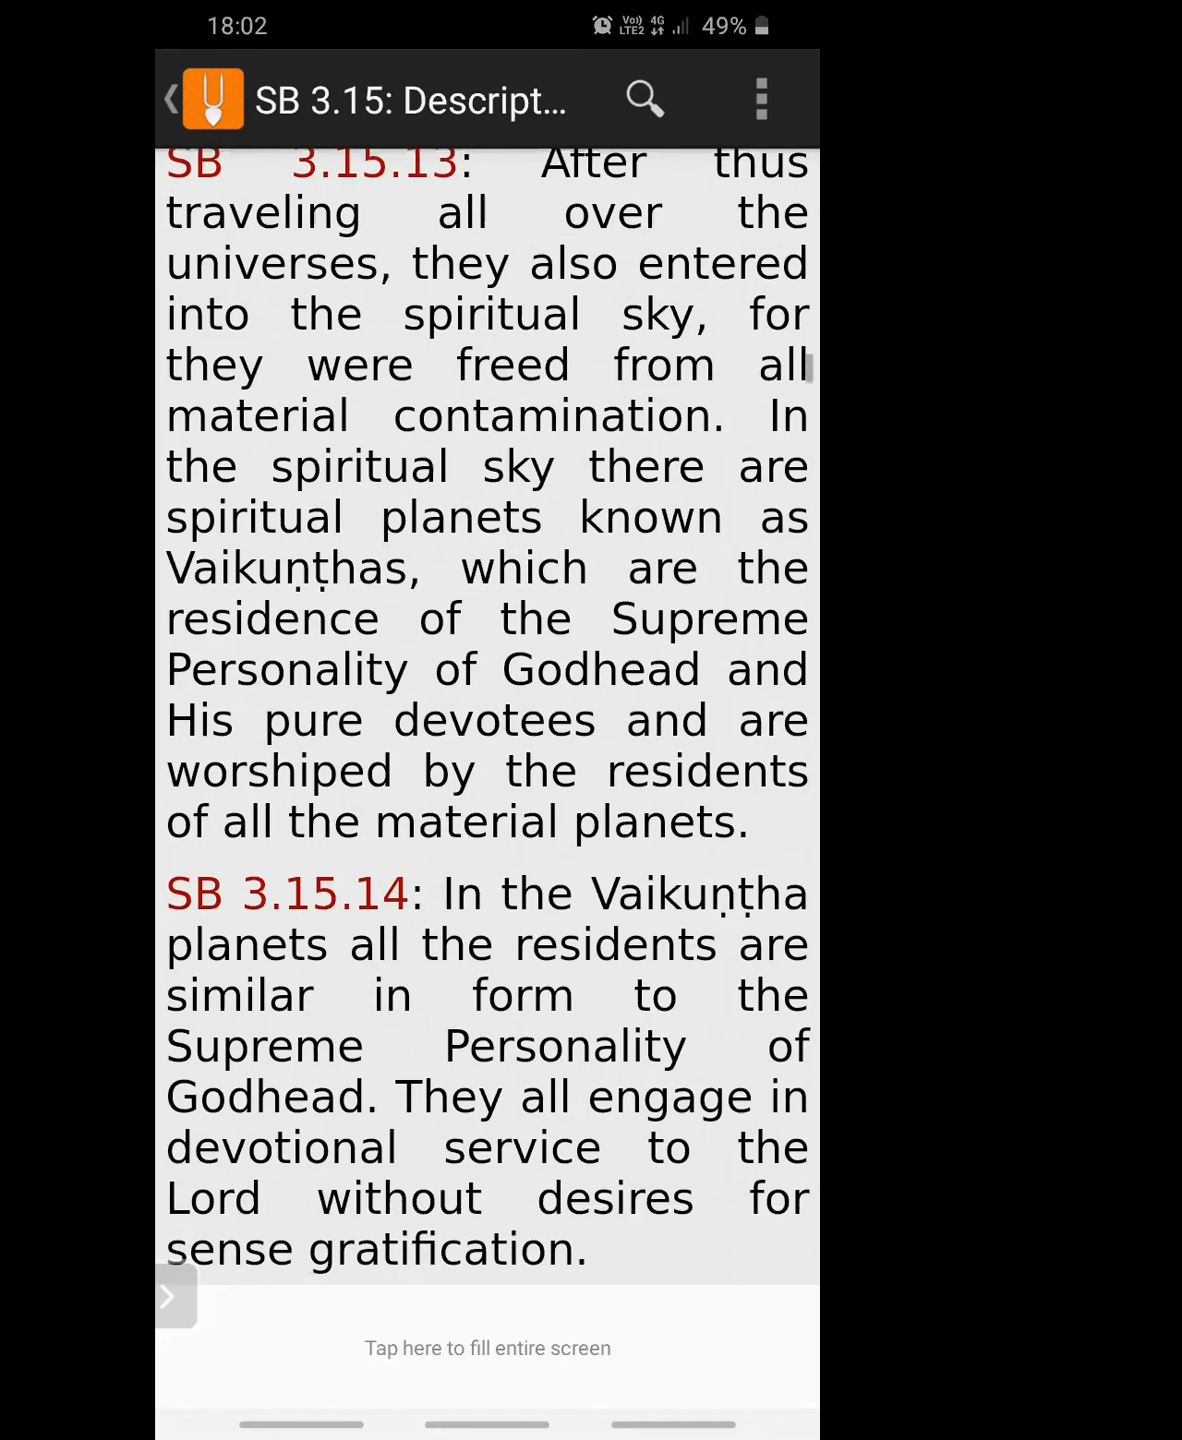 18:02
Vo)) 4G 49%
LTE2
SB 3.15: Descript...
SB 3.15.13: After thus
traveling all over the
universes, they also entered
into the spiritual sky, for
they were freed from all
material contamination. In
the spiritual sky there are
spiritual planets known as
Vaikuṇṭhas, which are the
residence of the Supreme
Personality of Godhead and
His pure devotees and are
worshiped by the residents
of all the material planets.
SB 3.15.14: In the Vaikuṇṭha
planets all the residents are
similar in form to the
Supreme Personality of
Godhead. They all engage in
devotional service to the
Lord without desires for
sense gratification.
Tap here to fill entire screen